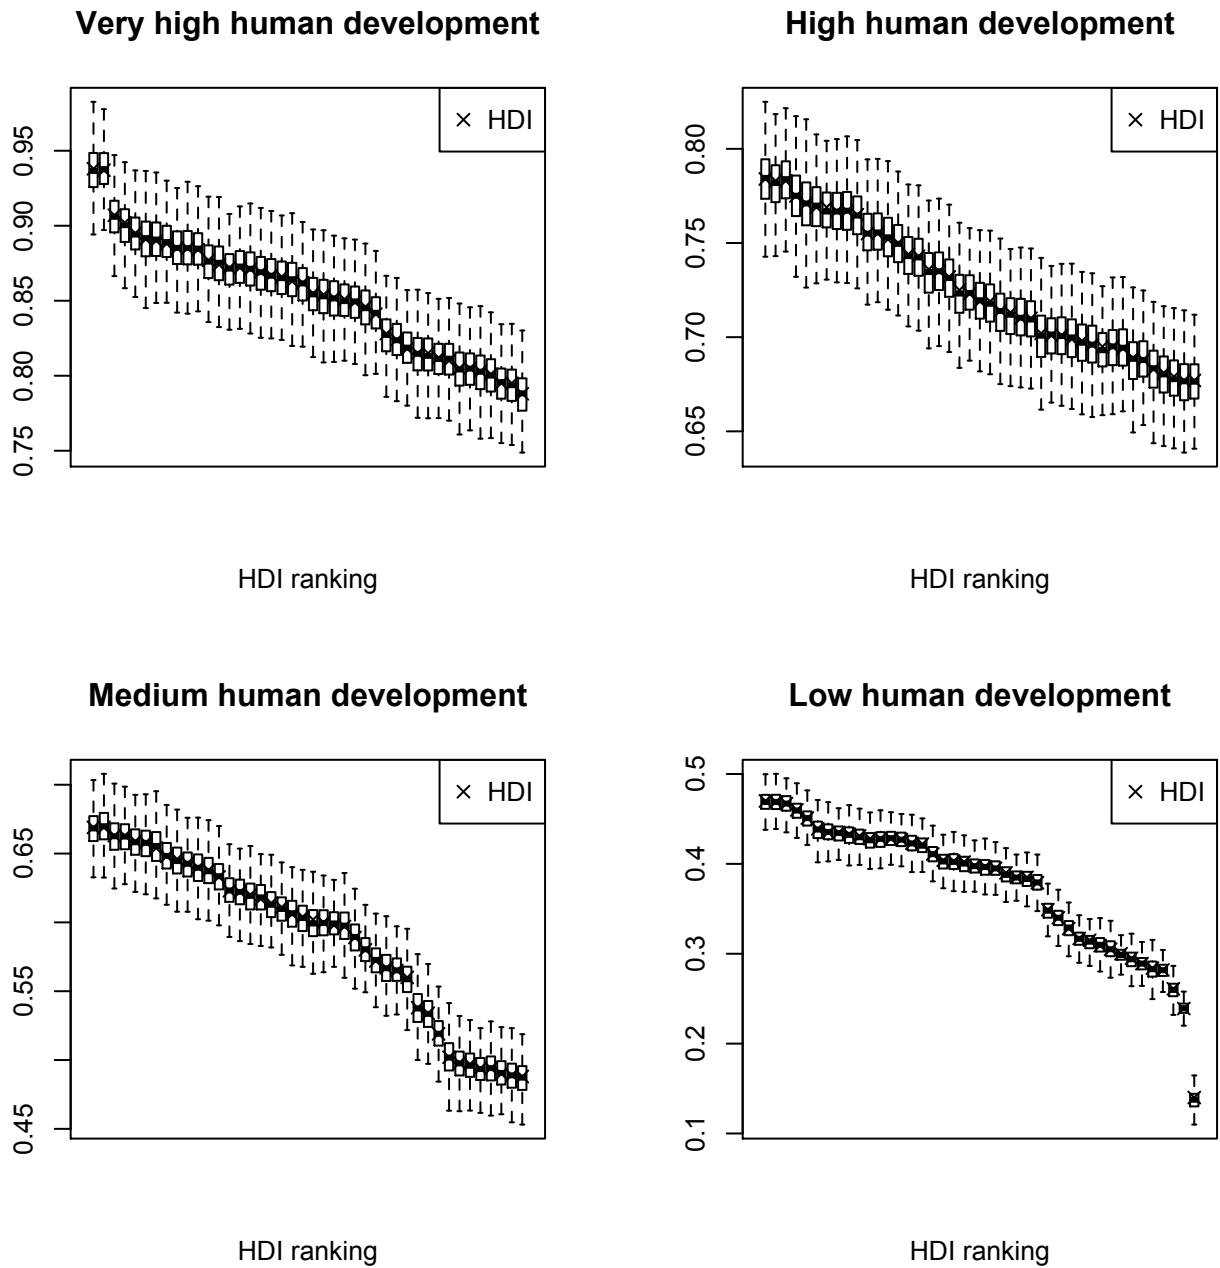 Very high human development
High human development
0.95
0.90
0.85
0.80
0.75
× HDI
0.80
0.75
0.70
0.65
× HDI
HDI ranking
HDI ranking
Medium human development
Low human development
0.65
0.55
0.45
× HDI
0.5
0.4
0.3
0.2
0.1
× HDI
HDI ranking
HDI ranking